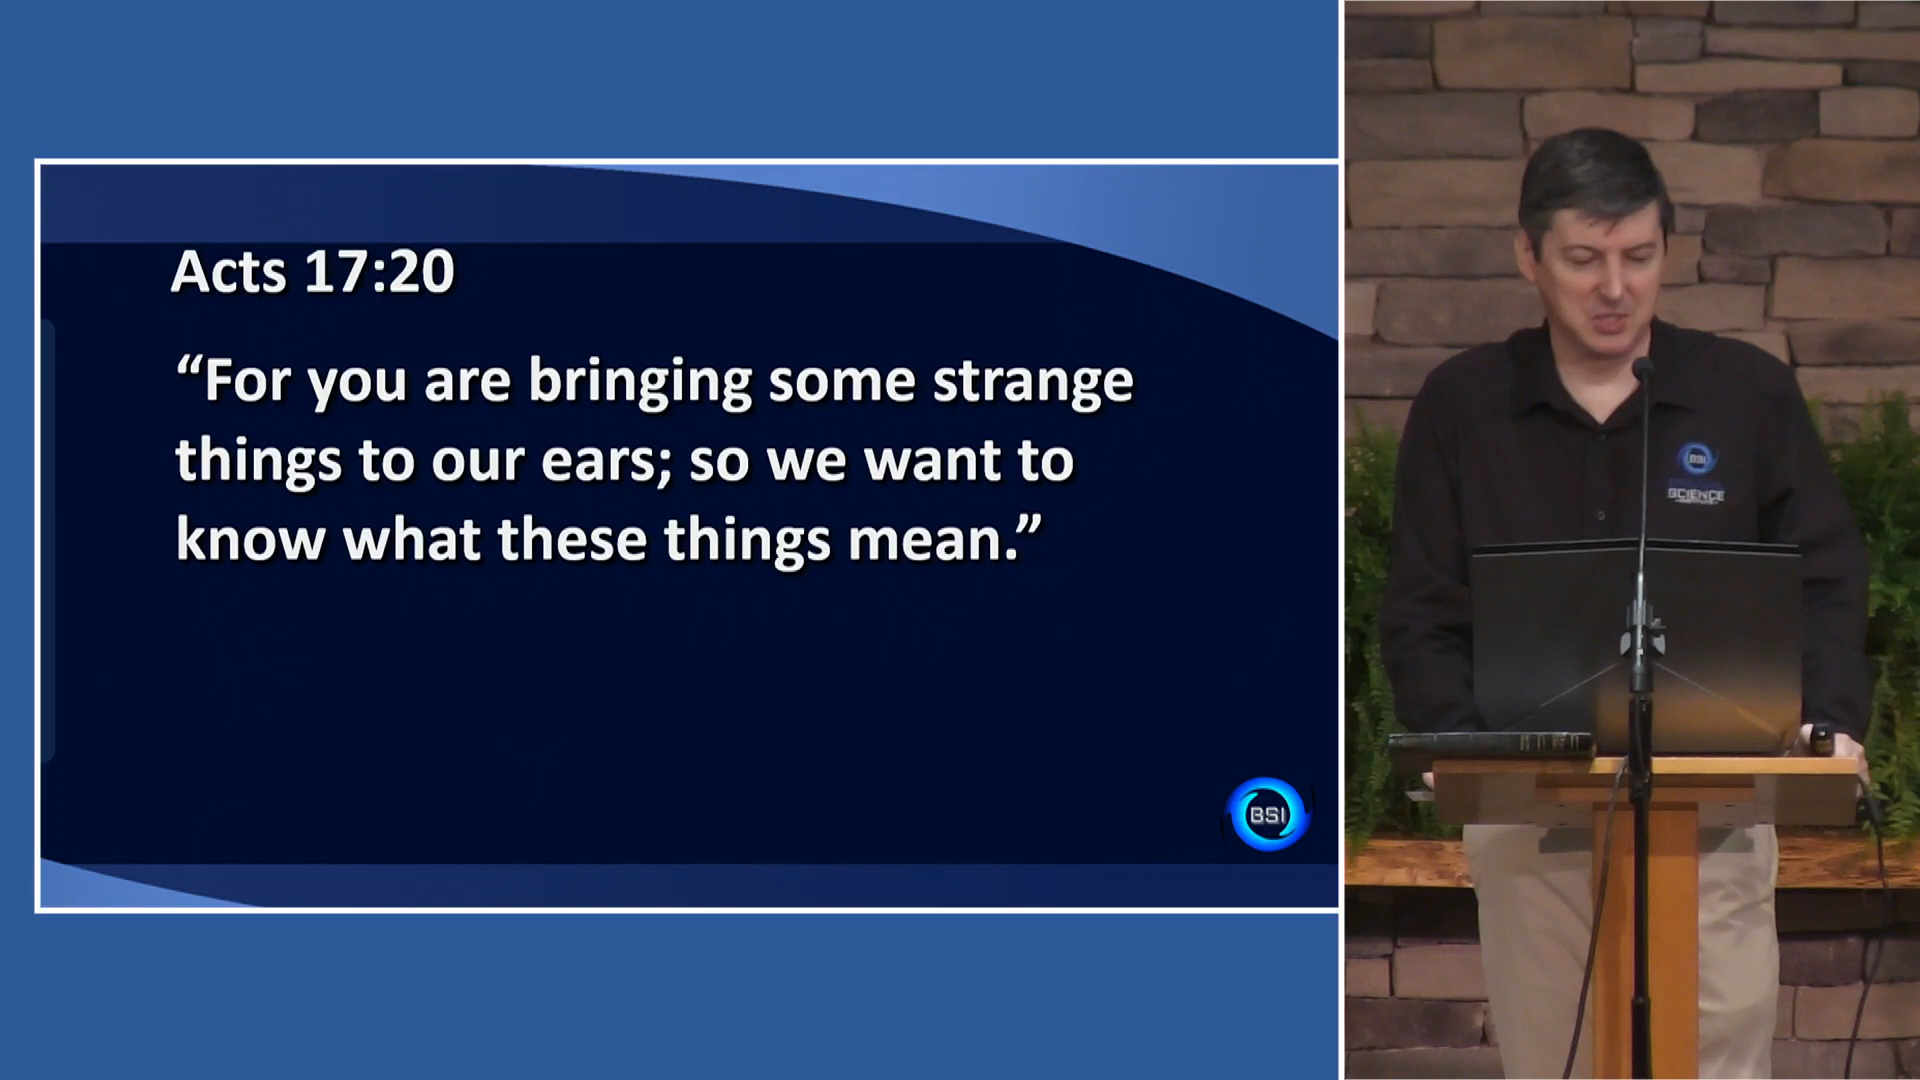 Acts 17:20
“For you are bringing some strange
things to our ears; so we want to
know what these things mean.”
BSI
BSI
SCIENCE